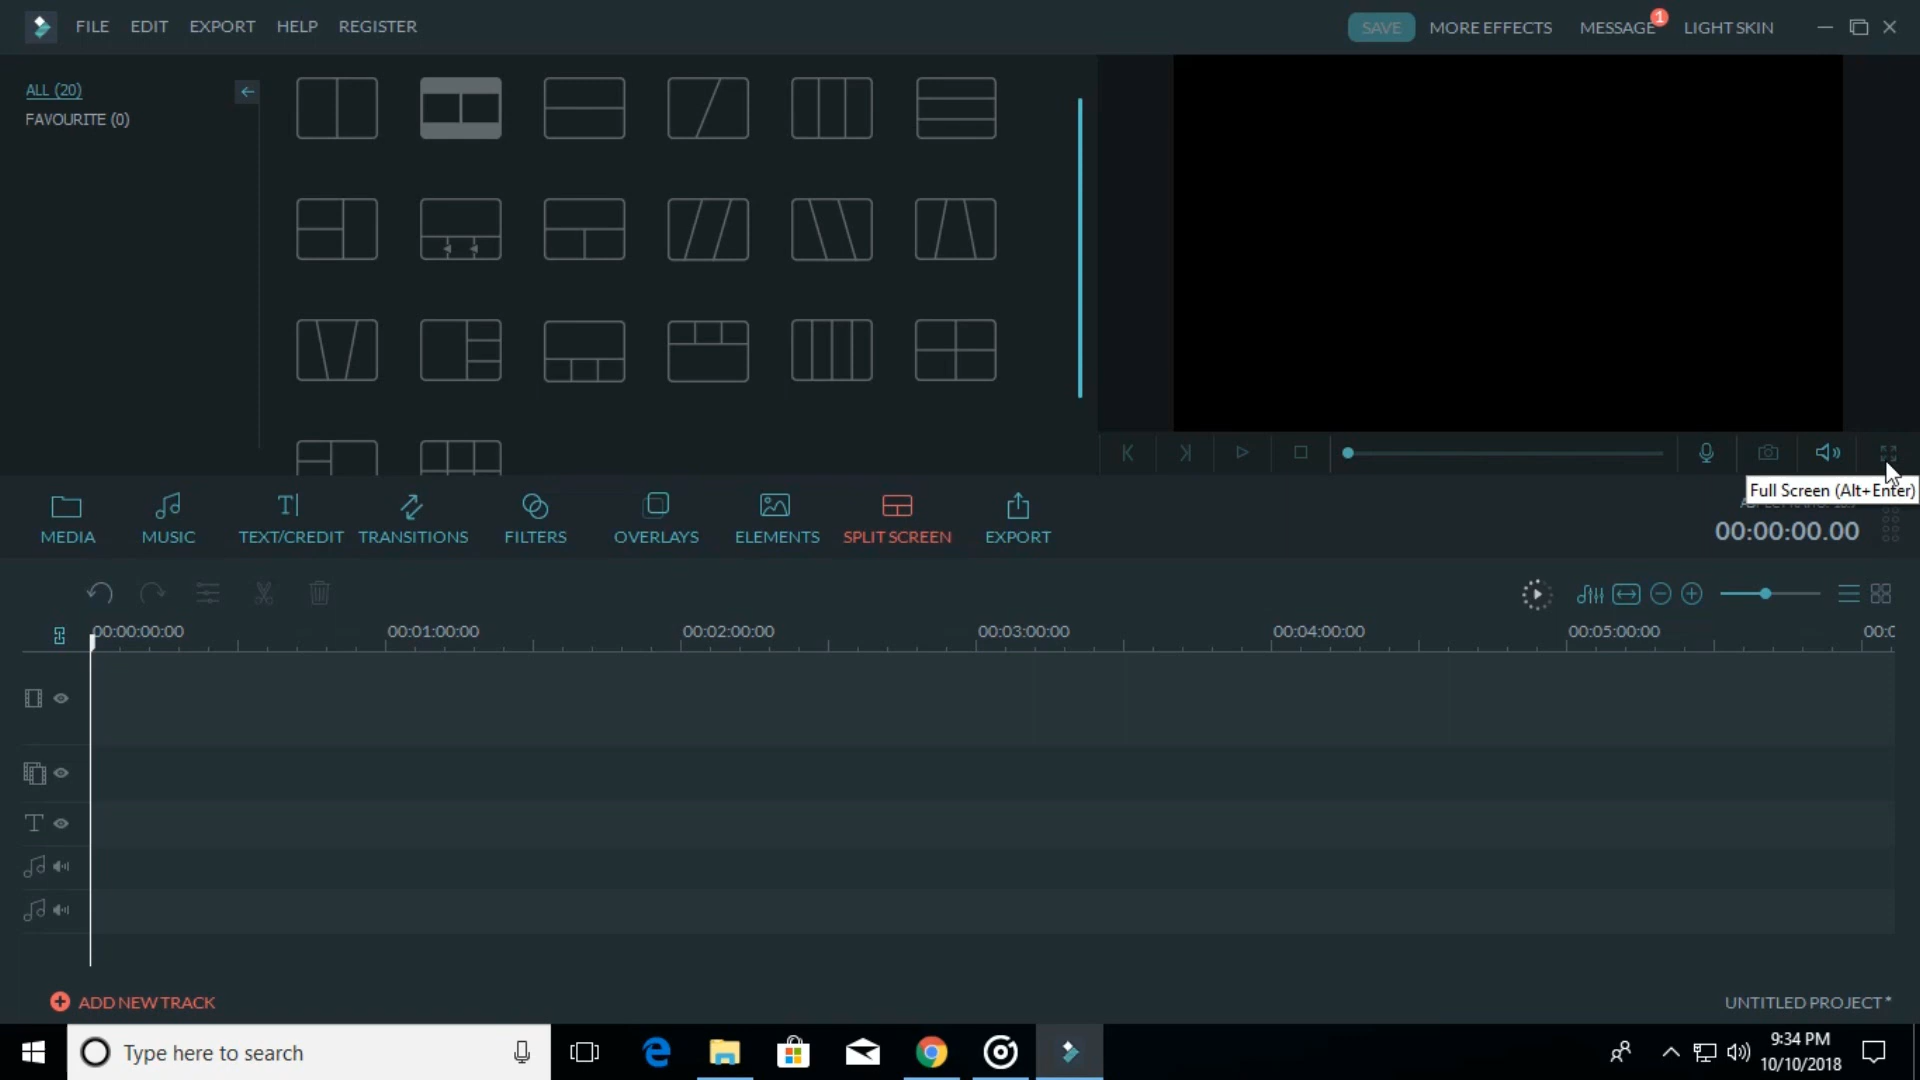 FILE EDIT EXPORT HELP REGISTER
SAVE MORE EFFECTS MESSAGE 1 LIGHT SKIN
ALL (20)
FAVOURITE (0)
Full Screen (Alt+Enter)
MEDIA MUSIC TEXT/CREDIT TRANSITIONS FILTERS OVERLAYS ELEMENTS SPLIT SCREEN EXPORT
00:00:00.00
00:00:00:00 00:01:00:00 00:02:00:00 00:03:00:00 00:04:00:00 00:05:00:00
ADD NEW TRACK
UNTITLED PROJECT *
Type here to search
9:34 PM
10/10/2018